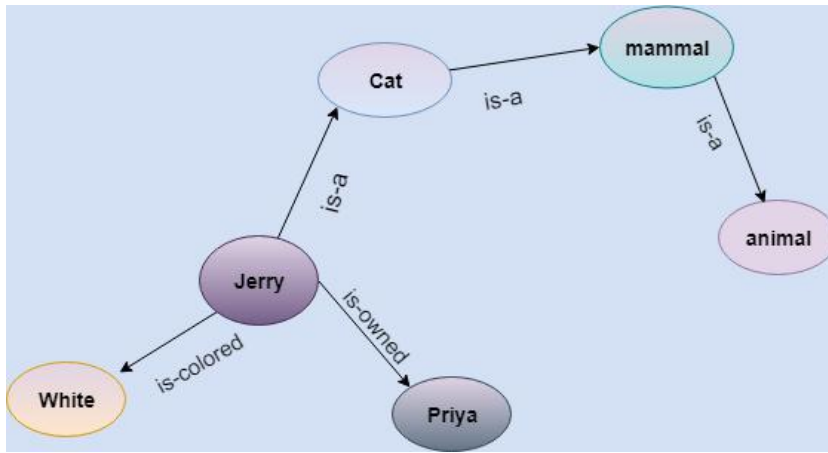 mammal
Cat
is-a
is-a
is-a
animal
Jerry
is-owned
is-colored
White
Priya